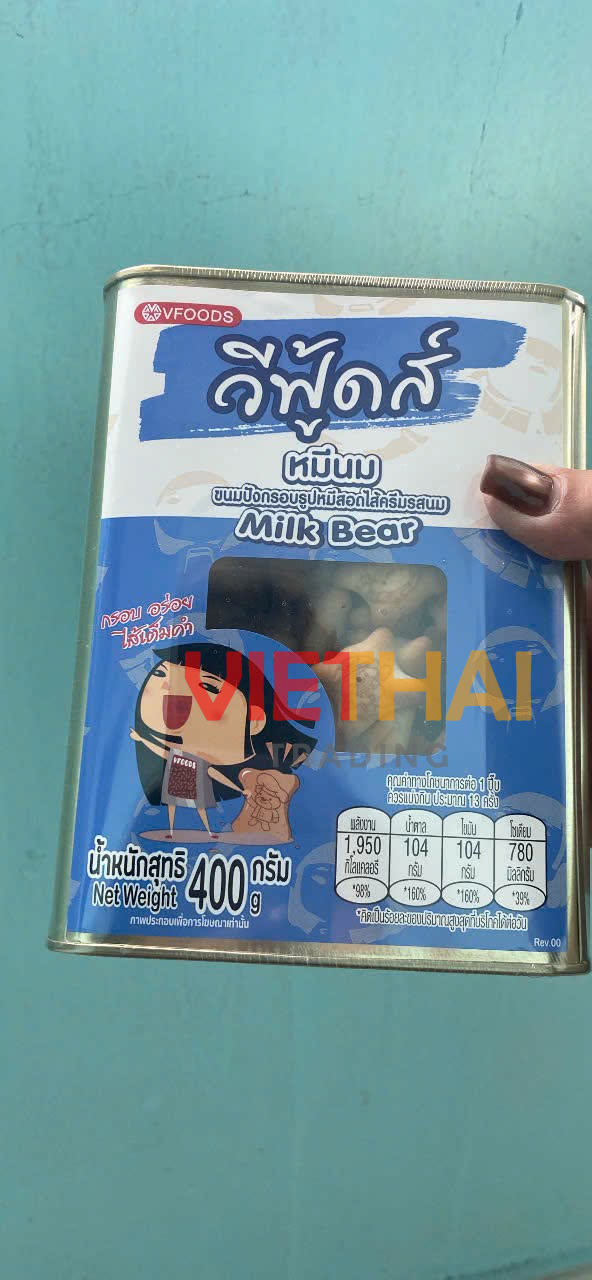 VFOODS
วีฟู้ดส์
หมีนม
ขนมปังกรอบรูปหมีสอดไส้ครีมรสนม
Milk Bear
กรอบ อร่อย
ไส้เต็มคำ
VIETHAI
TRADING
VFOODS
คุณค่าทางโภชนาการต่อ 1 ปี๊บ
ควรแบ่งกิน ประมาณ 13 ครั้ง
พลังงาน น้ำตาล ไขมัน โซเดียม
1,950 104 104 780
กิโลแคลอรี กรัม กรัม มิลลิกรัม
*98% *160% *160% *39%
*คิดเป็นร้อยละของปริมาณสูงสุดที่บริโภคได้ต่อวัน
น้ำหนักสุทธิ 400 กรัม
Net Weight g
ภาพประกอบเพื่อการโฆษณาเท่านั้น
Rev.00